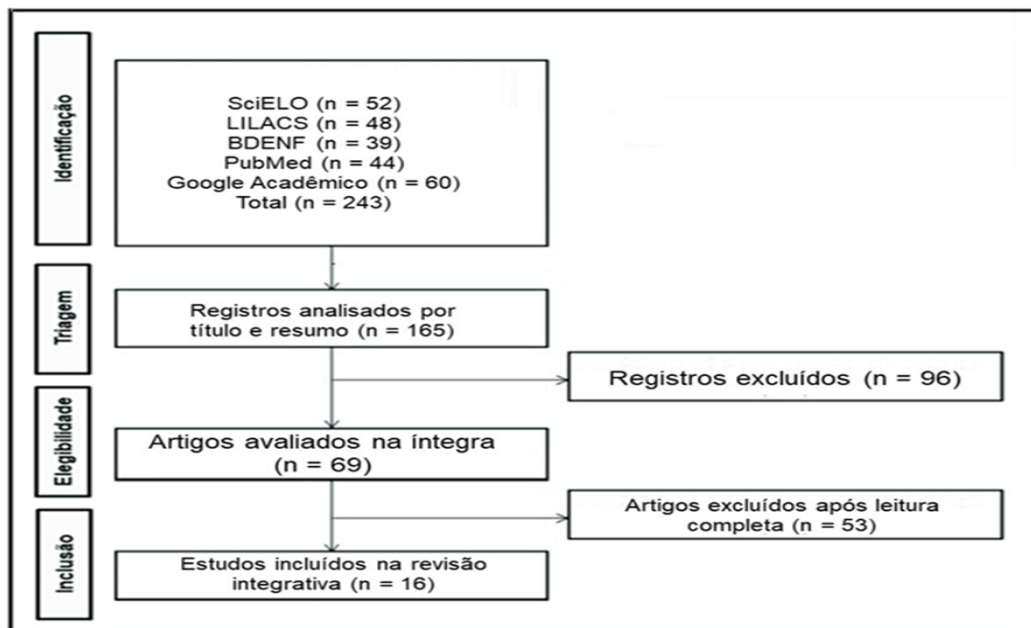 Identificação
SciELO (n = 52)
LILACS (n = 48)
BDENF (n = 39)
PubMed (n = 44)
Google Acadêmico (n = 60)
Total (n = 243)
Triagem
Registros analisados por
título e resumo (n = 165)
Registros excluídos (n = 96)
Elegibilidade
Artigos avaliados na íntegra
(n = 69)
Artigos excluídos após leitura
completa (n = 53)
Inclusão
Estudos incluídos na revisão
integrativa (n = 16)